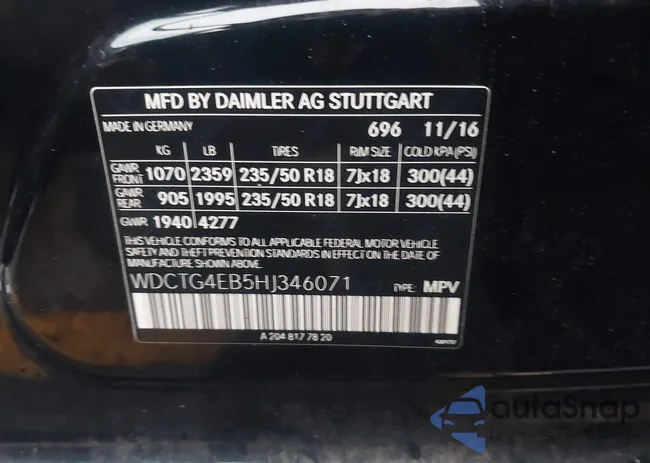 MFD BY DAIMLER AG STUTTGART
MADE IN GERMANY 696 11/16
KG LB TIRES RIM SIZE COLD KPA(PSI)
GAWR FRONT 1070 2359 235/50 R18 7Jx18 300(44)
GAWR REAR 905 1995 235/50 R18 7Jx18 300(44)
GVWR 1940 4277
THIS VEHICLE CONFORMS TO ALL APPLICABLE FEDERAL MOTOR VEHICLE
SAFETY AND THEFT PREVENTION STANDARDS IN EFFECT ON THE DATE OF
MANUFACTURE SHOWN ABOVE.
WDCTG4EB5HJ346071 TYPE: MPV
A 204 817 78 20
autoSnap